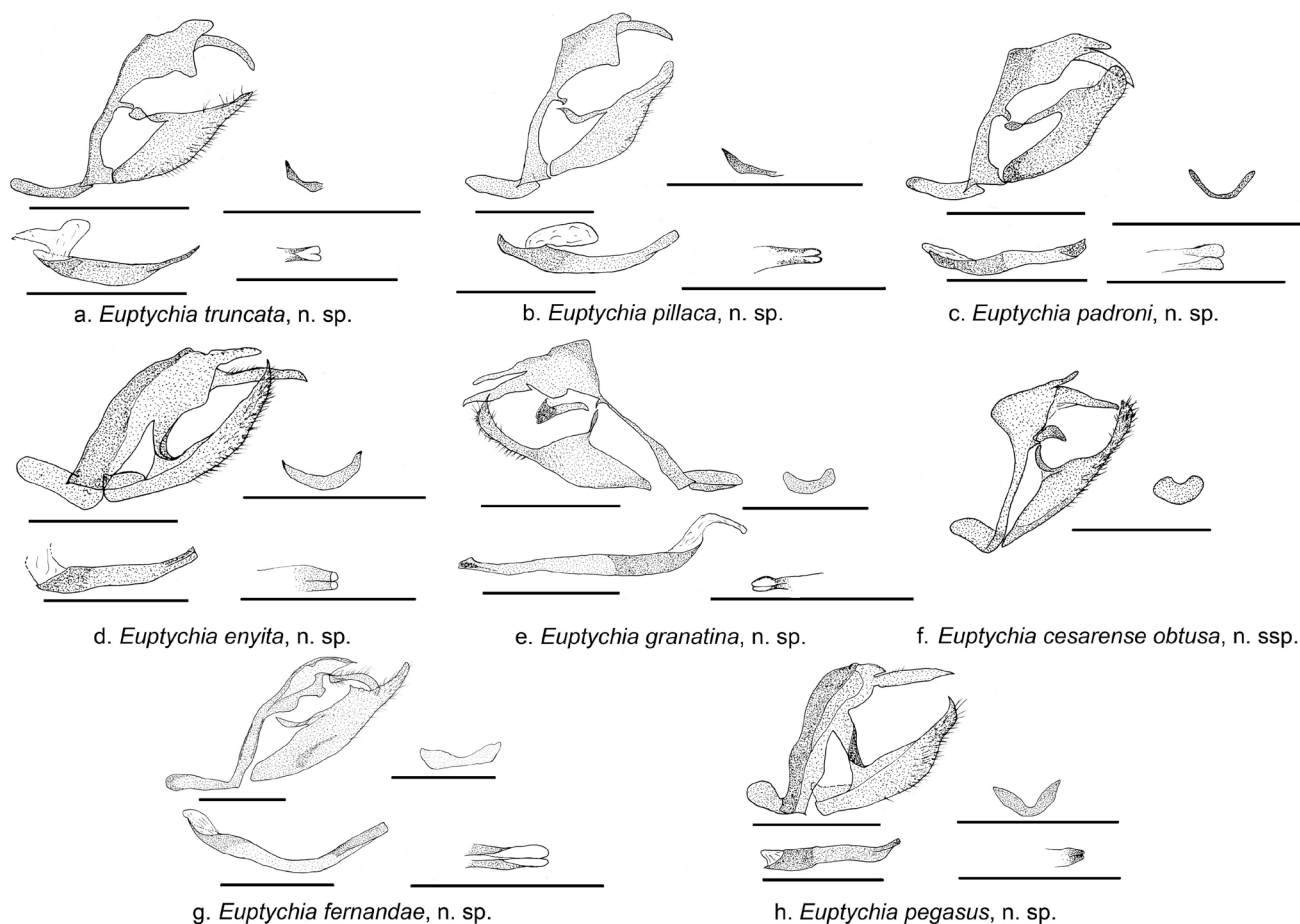 a. Euptychia truncata, n. sp.
b. Euptychia pillaca, n. sp.
c. Euptychia padroni, n. sp.
d. Euptychia enyita, n. sp.
e. Euptychia granatina, n. sp.
f. Euptychia cesarense obtusa, n. ssp.
g. Euptychia fernandae, n. sp.
h. Euptychia pegasus, n. sp.